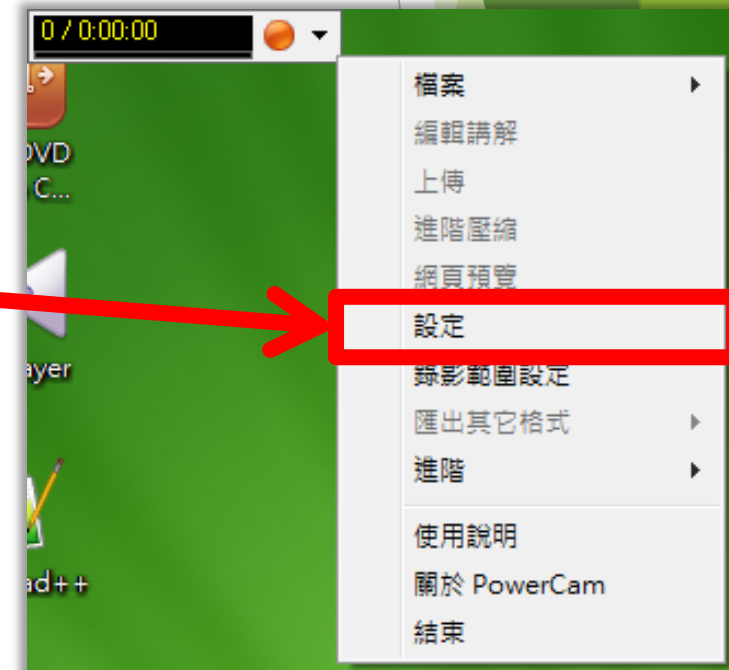 0 / 0:00:00
檔案
編輯講解
上傳
進階壓縮
網頁預覽
設定
錄影範圍設定
匯出其它格式
進階
使用說明
關於 PowerCam
結束
VD
C...
ayer
ad++